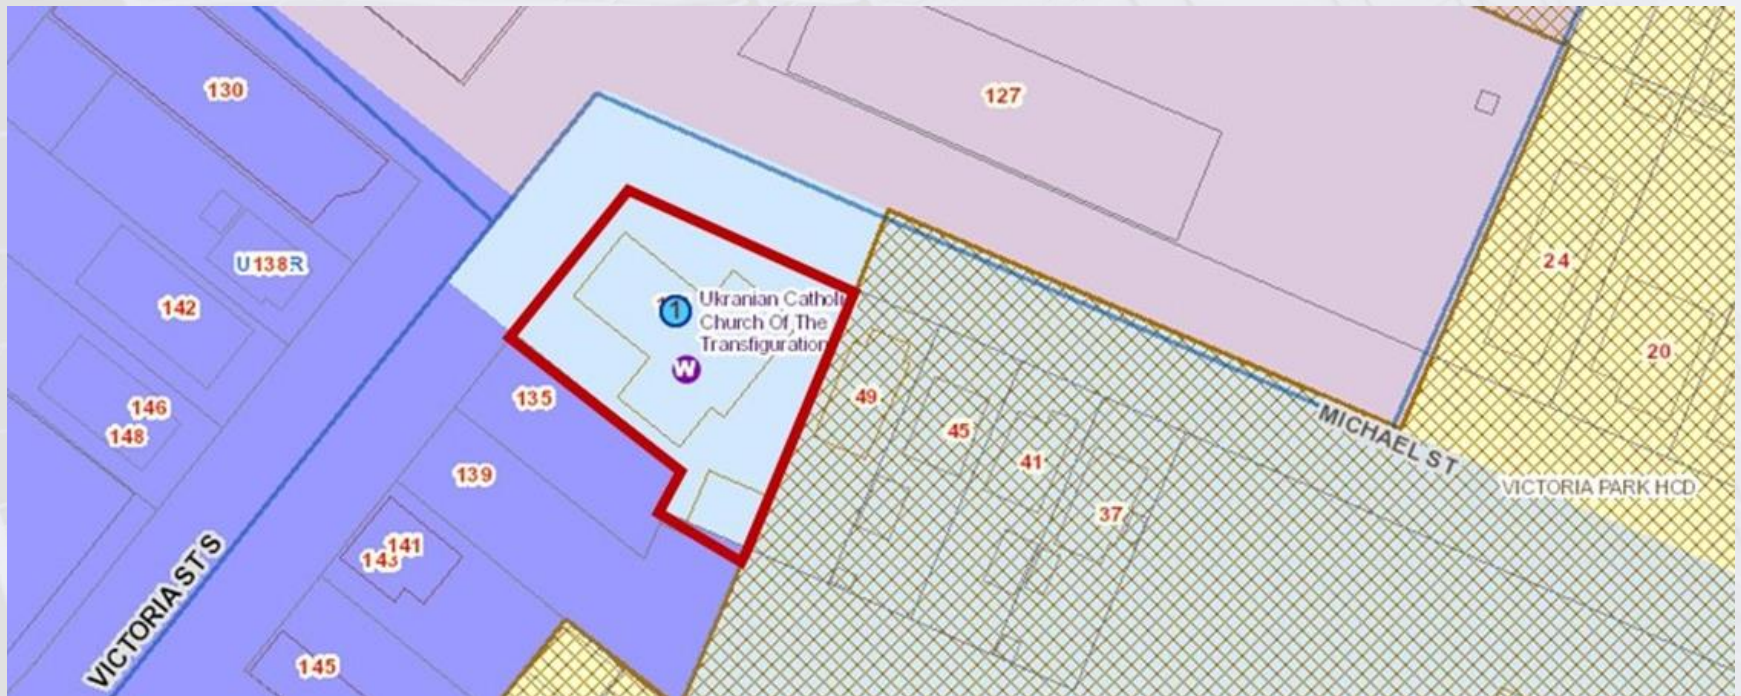 130
127
U138R
142
24
1 Ukranian Catholi
Church Of The
Transfiguration
W
20
135
49
146
148
45
MICHAEL ST
41
139
VICTORIA PARK HCD
37
141
143
VICTORIA ST S
145